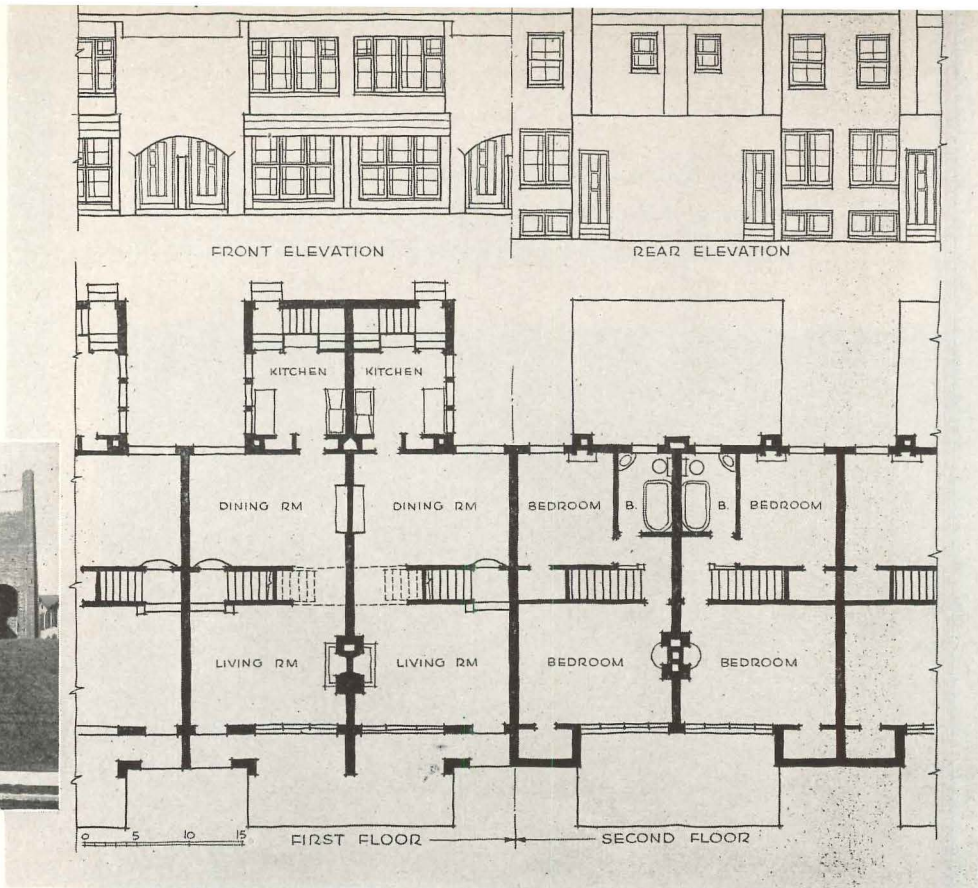 FRONT ELEVATION
REAR ELEVATION
KITCHEN
KITCHEN
DINING RM
DINING RM
BEDROOM
B.
B.
BEDROOM
LIVING RM
LIVING RM
BEDROOM
BEDROOM
0 5 10 15
FIRST FLOOR
SECOND FLOOR